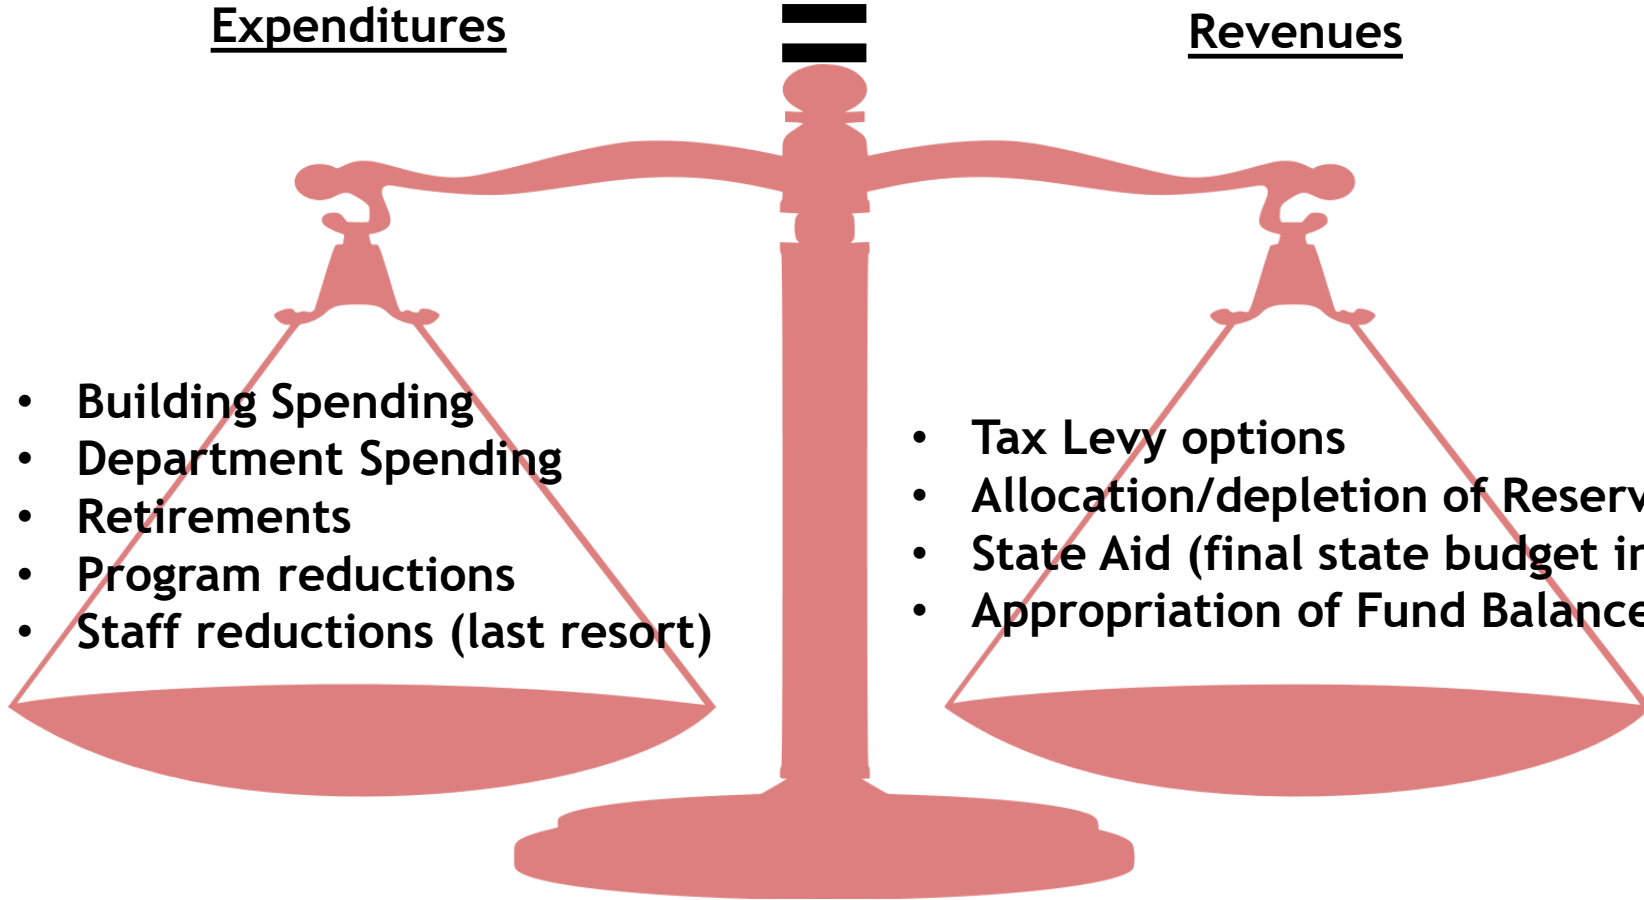 Expenditures
=
Revenues
• Building Spending
• Department Spending
• Retirements
• Program reductions
• Staff reductions (last resort)
• Tax Levy options
• Allocation/depletion of
• State Aid (final state budget
• Appropriation of Fund Balance